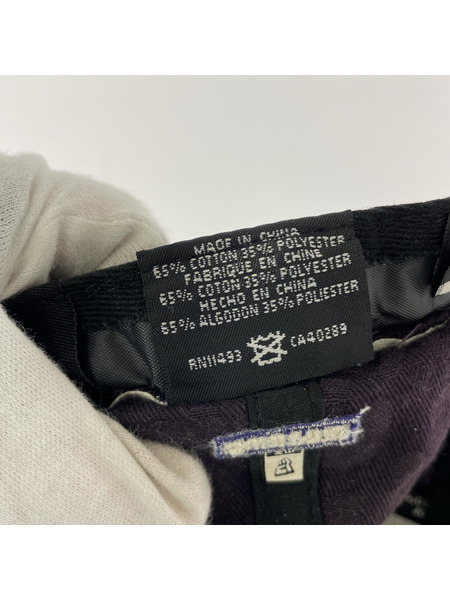 MADE IN CHINA
65% COTTON 35% POLYESTER
FABRIQUE EN CHINE
65% COTON 35% POLYESTER
HECHO EN CHINA
65% ALGODON 35% POLIESTER
RN11493 CA40289